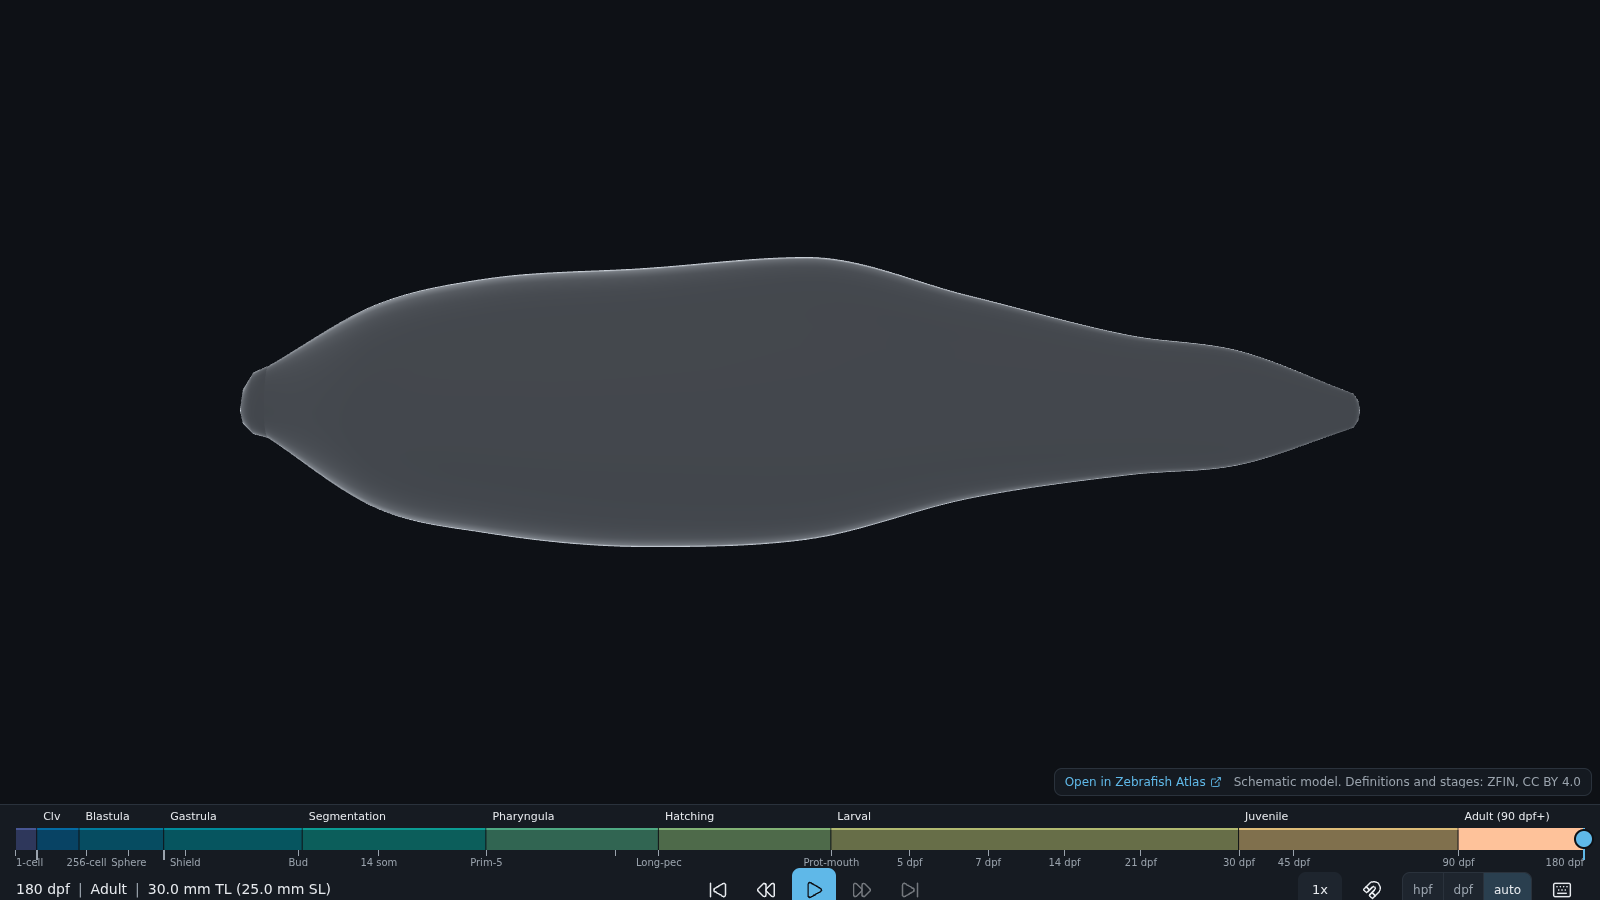 Open in Zebrafish Atlas Schematic model. Definitions and stages: ZFIN, CC BY 4.0
Clv Blastula Gastrula Segmentation Pharyngula Hatching Larval Juvenile Adult (90 dpf+)
1-cell 256-cell Sphere Shield Bud 14 som Prim-5 Long-pec Prot-mouth 5 dpf 7 dpf 14 dpf 21 dpf 30 dpf 45 dpf 90 dpf 180 dpf
180 dpf | Adult | 30.0 mm TL (25.0 mm SL) 1x hpf dpf auto